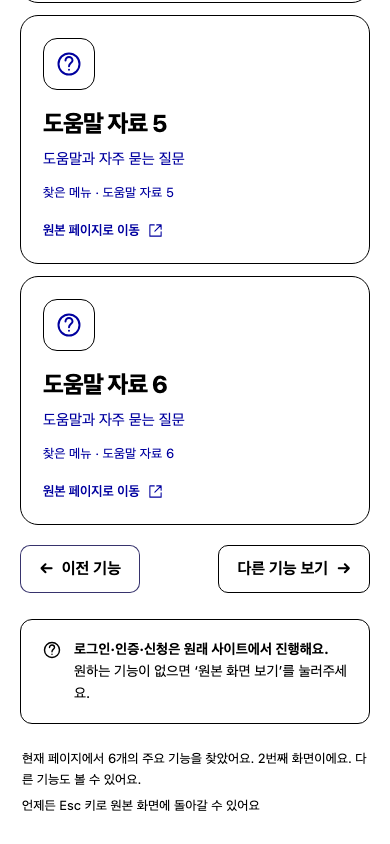 도움말 자료 5
도움말과 자주 묻는 질문
찾은 메뉴 · 도움말 자료 5
원본 페이지로 이동
도움말 자료 6
도움말과 자주 묻는 질문
찾은 메뉴 · 도움말 자료 6
원본 페이지로 이동
← 이전 기능
다른 기능 보기 →
로그인·인증·신청은 원래 사이트에서 진행해요.
원하는 기능이 없으면 ‘원본 화면 보기’를 눌러주세
요.
현재 페이지에서 6개의 주요 기능을 찾았어요. 2번째 화면이에요. 다
른 기능도 볼 수 있어요.
언제든 Esc 키로 원본 화면에 돌아갈 수 있어요